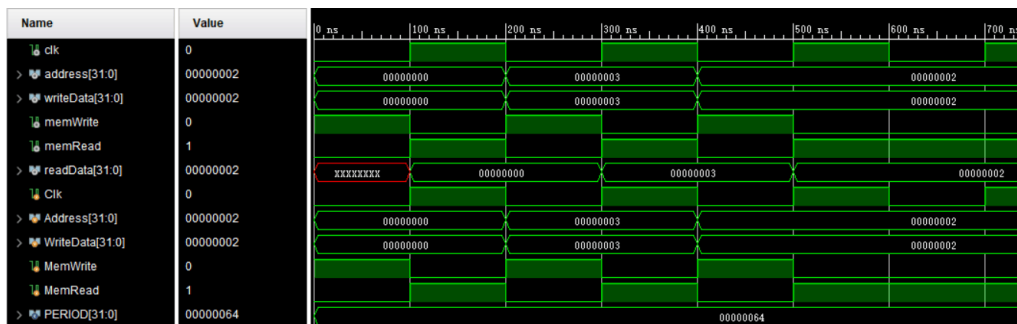 Name Value 0 ns 100 ns 200 ns 300 ns 400 ns 500 ns 600 ns 700 ns
clk 0
address[31:0] 00000002 00000000 00000003 00000002
writeData[31:0] 00000002 00000000 00000003 00000002
memWrite 0
memRead 1
readData[31:0] 00000002 XXXXXXXX 00000000 00000003 00000002
Clk 0
Address[31:0] 00000002 00000000 00000003 00000002
WriteData[31:0] 00000002 00000000 00000003 00000002
MemWrite 0
MemRead 1
PERIOD[31:0] 00000064 00000064